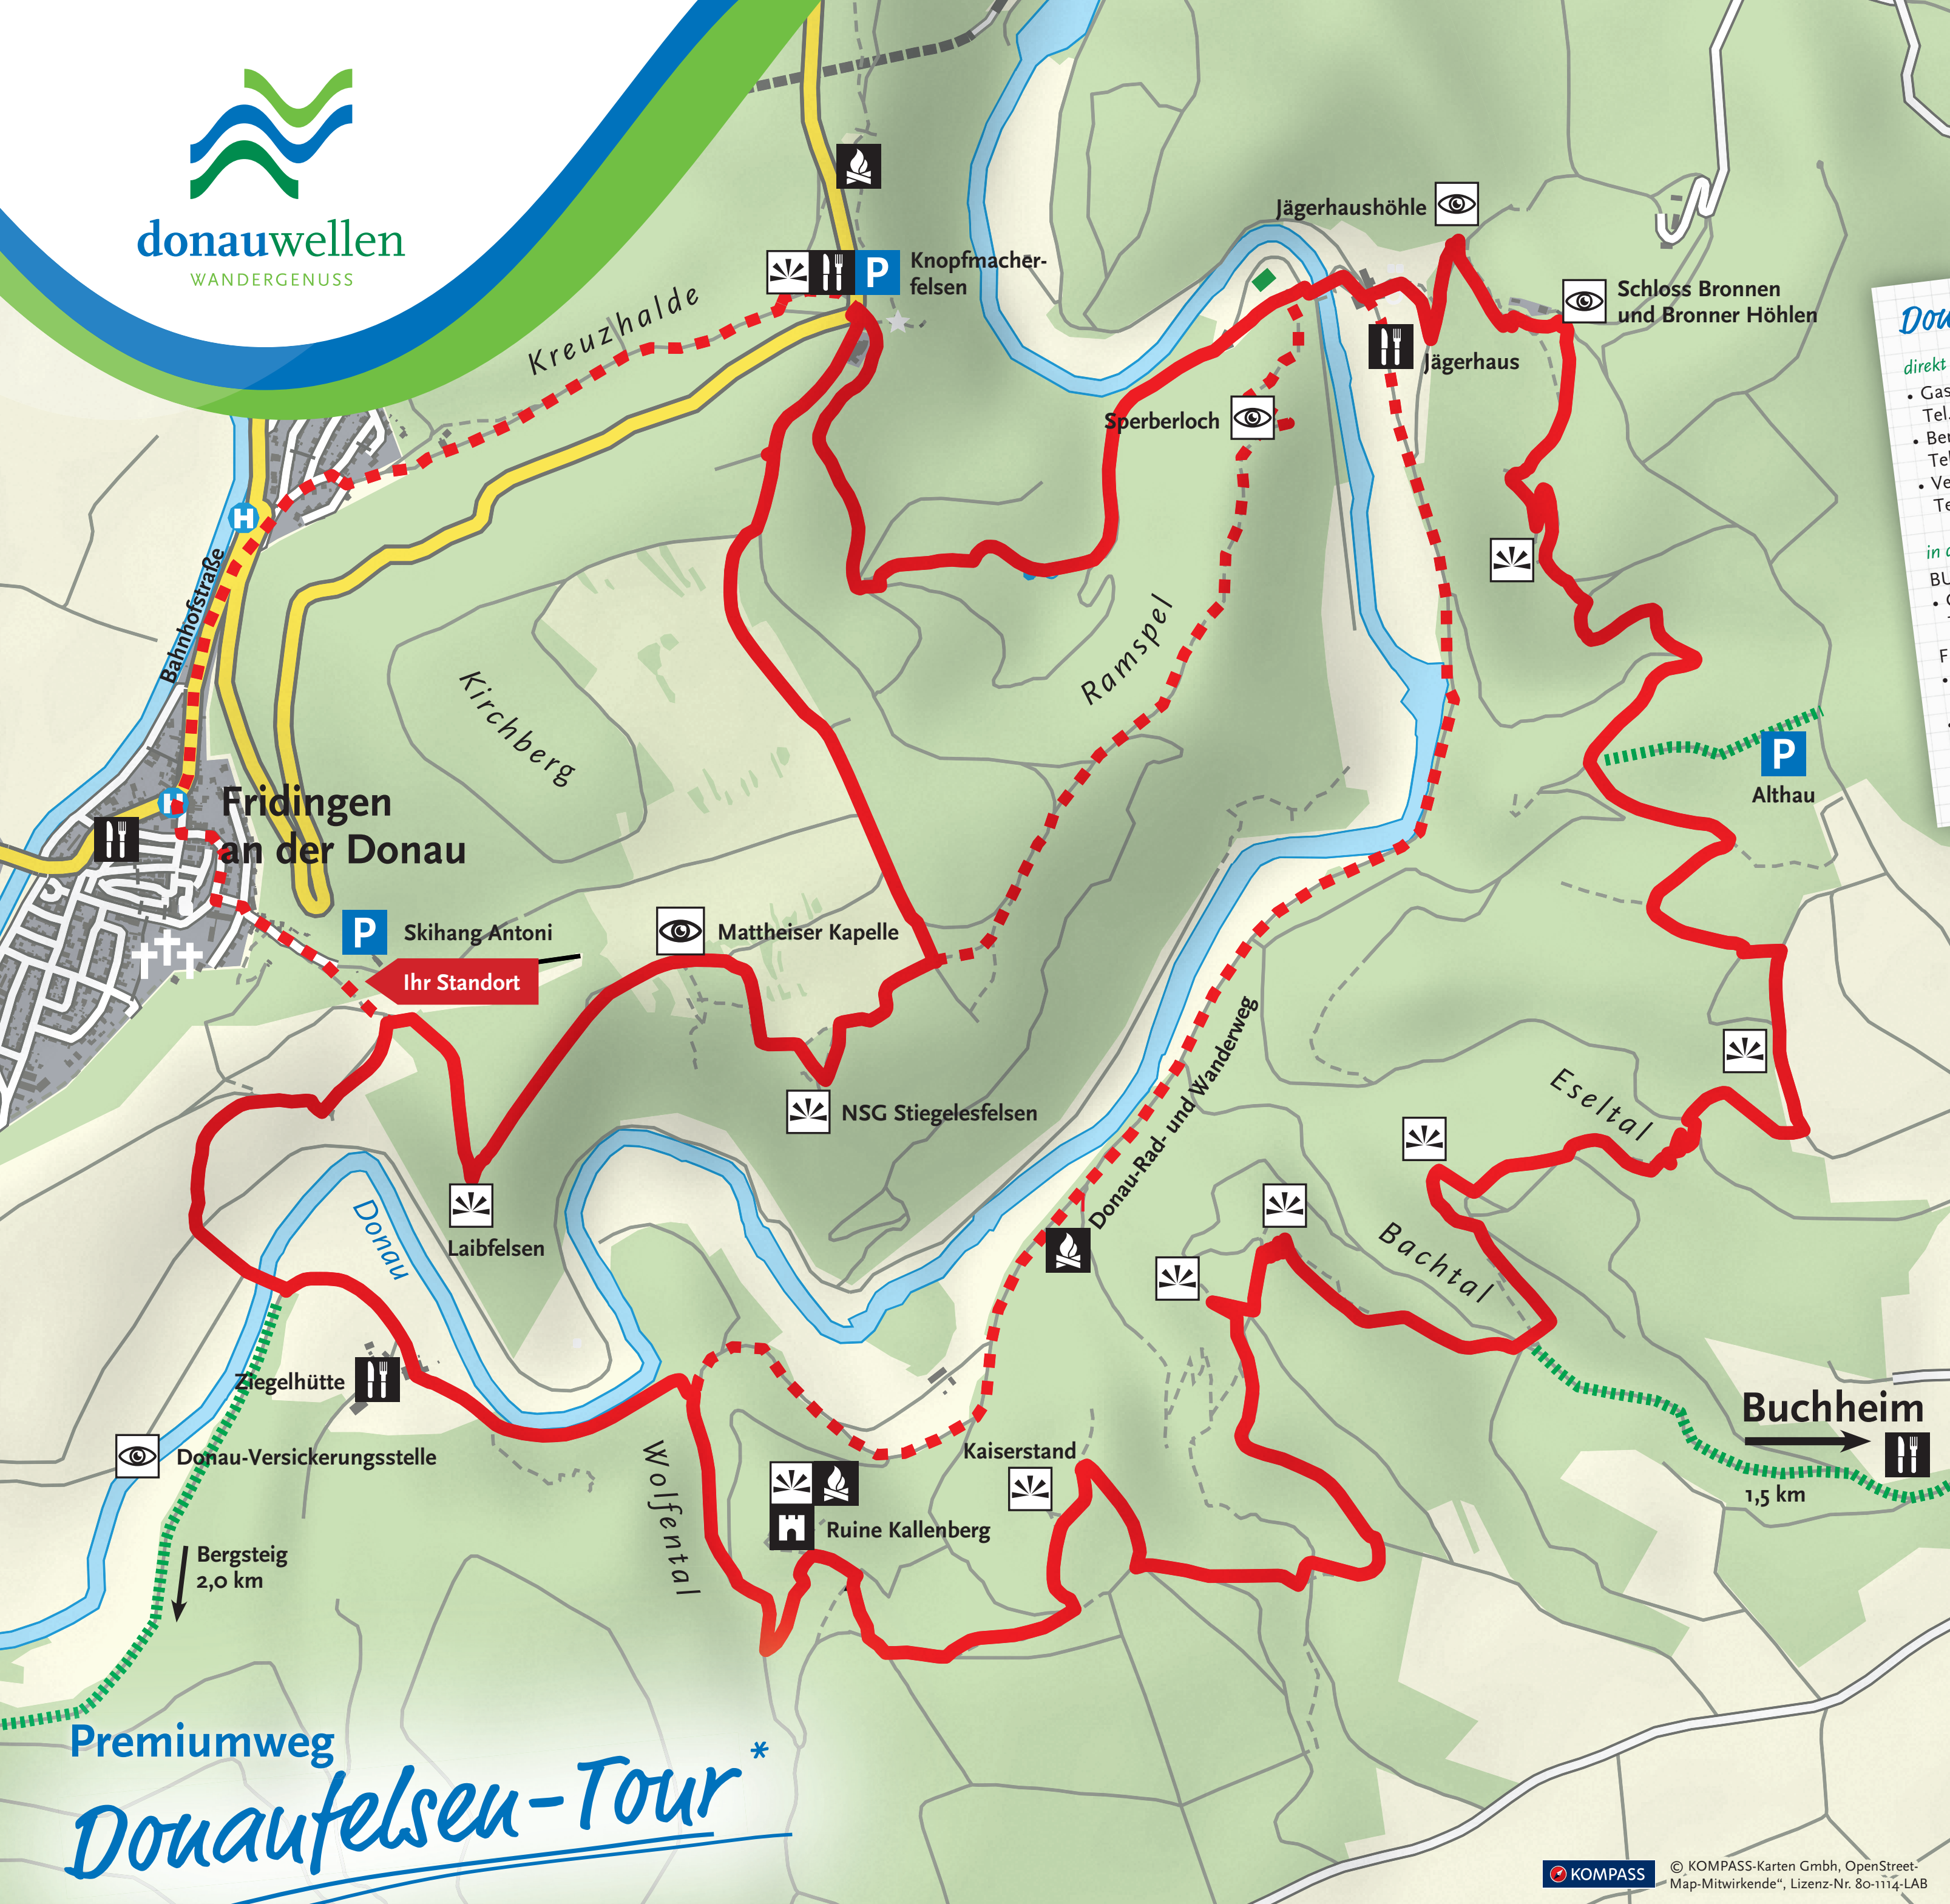 donauwellen
WANDERGENUSS
Kreuzhalde
Knopfmacher-
felsen
Jägerhaushöhle
Schloss Bronnen
und Bronner Höhlen
Jägerhaus
Sperberloch
Bahnhofstraße
H
H
P
Kirchberg
Ramspel
P
Althau
Fridingen
an der Donau
P
Skihang Antoni
Ihr Standort
Mattheiser Kapelle
NSG Stiegelesfelsen
Donau-Rad- und Wanderweg
Eseltal
Bachtal
Donau
Laibfelsen
Ziegelhütte
Donau-Versickerungsstelle
Bergsteig
2,0 km
Wolfental
Ruine Kallenberg
Kaiserstand
Buchheim
1,5 km
Premiumweg
Donaufelsen-Tour*
direkt
Tel.
KOMPASS
© KOMPASS-Karten Gmbh, OpenStreet-
Map-Mitwirkende“, Lizenz-Nr. 80-1114-LAB